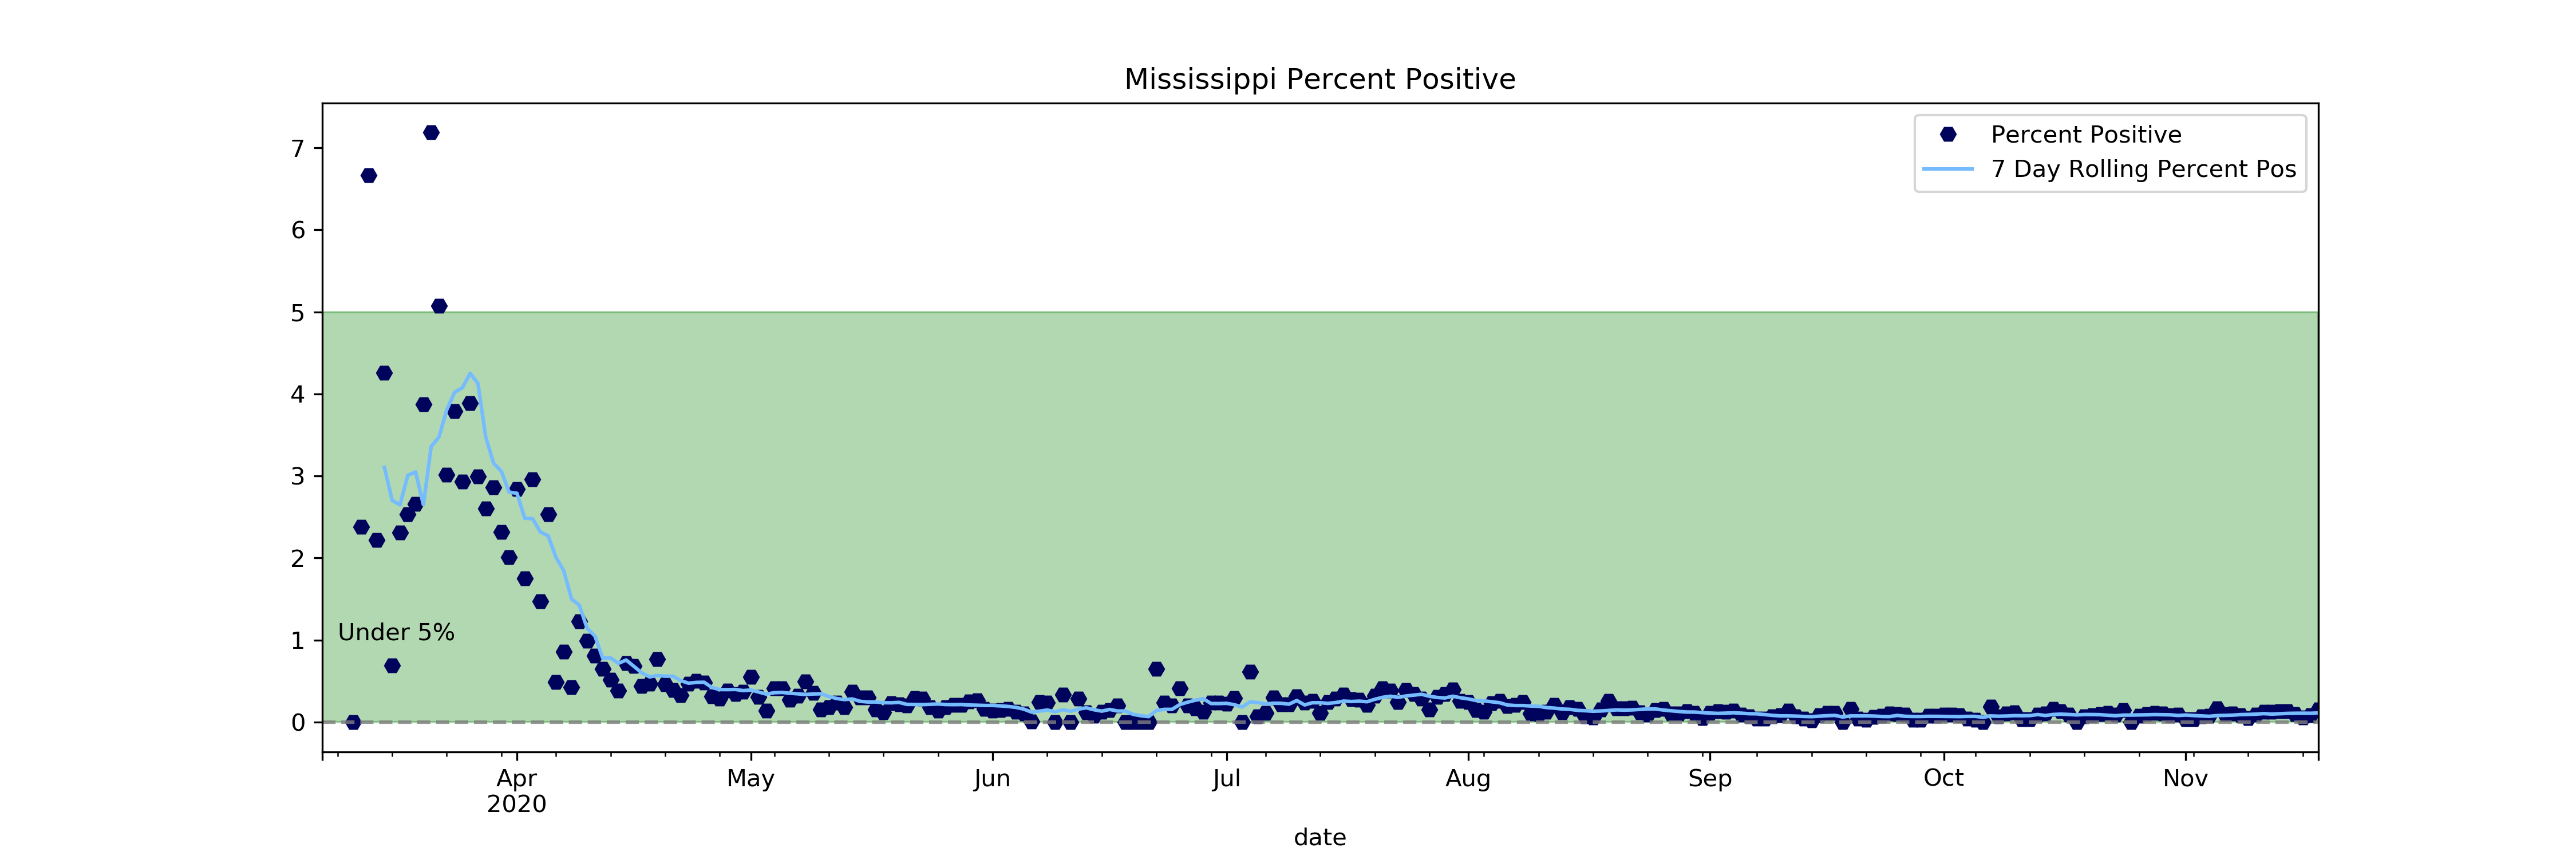 Mississippi Percent Positive
Percent Positive
7 Day Rolling Percent Pos
7
6
5
4
3
2
1
0
Under 5%
Apr
2020
May
Jun
Jul
Aug
Sep
Oct
Nov
date